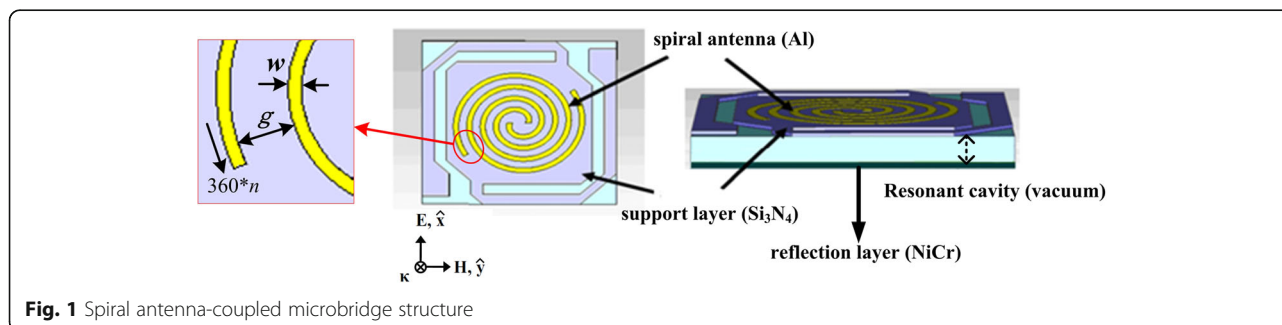 w
g
360*n
spiral antenna (Al)
support layer (Si₃N₄)
E, x̂
H, ŷ
κ
Resonant cavity (vacuum)
reflection layer (NiCr)
Fig. 1 Spiral antenna-coupled microbridge structure